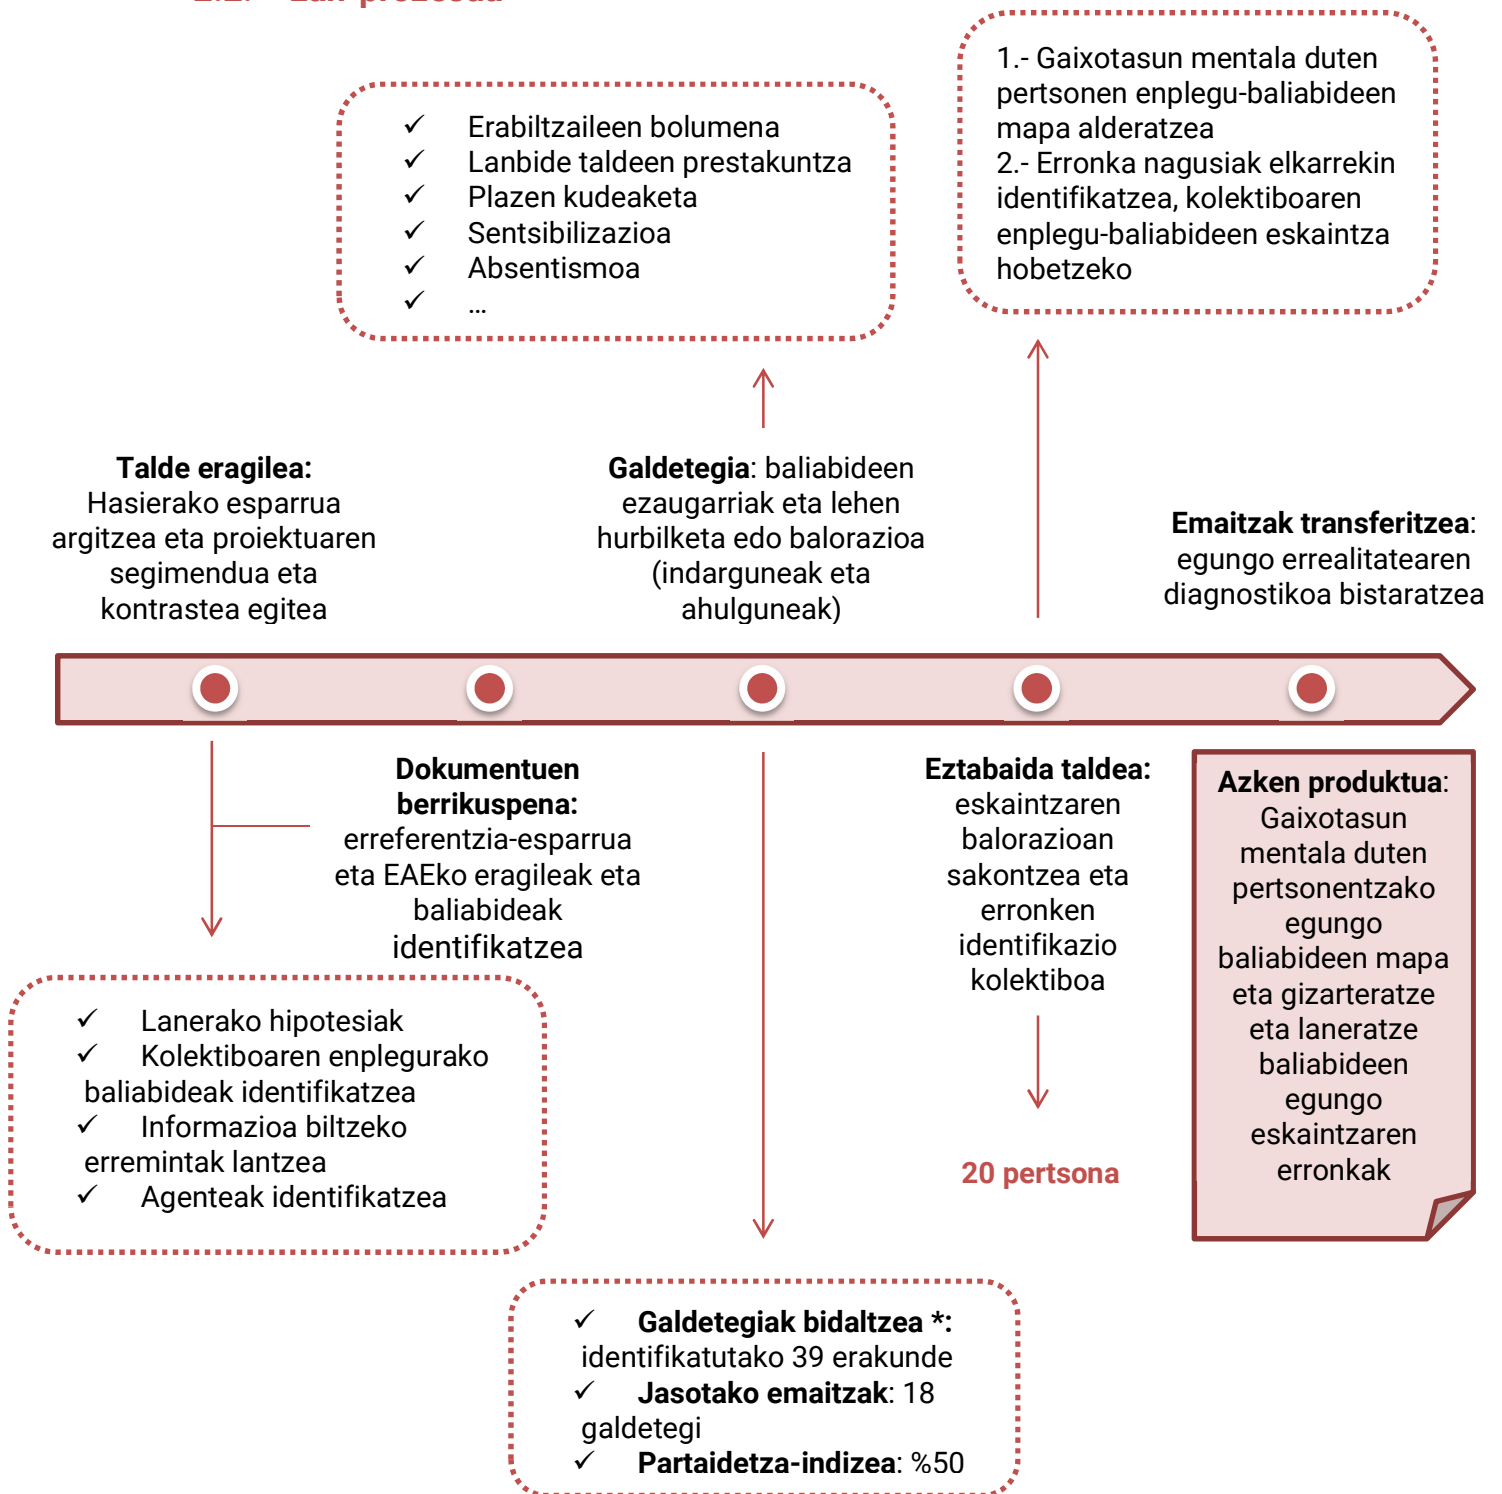 1.- Gaixotasun mentala duten
pertsonen enplegu-baliabideen
mapa alderatzea
2.- Erronka nagusiak elkarrekin
identifikatzea, kolektiboaren
enplegu-baliabideen eskaintza
hobetzeko
✓ Erabiltzaileen bolumena
✓ Lanbide taldeen prestakuntza
✓ Plazen kudeaketa
✓ Sentsibilizazioa
✓ Absentismoa
✓ ...
Talde eragilea:
Hasierako esparrua
argitzea eta proiektuaren
segimendua eta
kontrastea egitea
Galdetegia: baliabideen
ezaugarriak eta lehen
hurbilketa edo balorazioa
(indarguneak eta
ahulguneak)
Emaitzak transferitzea:
egungo errealitatearen
diagnostikoa bistaratzea
Dokumentuen
berrikuspena:
erreferentzia-esparrua
eta EAEko eragileak eta
baliabideak
identifikatzea
Eztabaida taldea:
eskaintzaren
balorazioan
sakontzea eta
erronken
identifikazio
kolektiboa
20 pertsona
Azken produktua:
Gaixotasun
mentala duten
pertsonentzako
egungo
baliabideen mapa
eta gizarteratze
eta laneratze
baliabideen
egungo
eskaintzaren
erronkak
✓ Lanerako hipotesiak
✓ Kolektiboaren enplegurako
baliabideak identifikatzea
✓ Informazioa biltzeko
erremintak lantzea
✓ Agenteak identifikatzea
✓ Galdetegiak bidaltzea *:
identifikatutako 39 erakunde
✓ Jasotako emaitzak: 18
galdetegi
✓ Partaidetza-indizea: %50